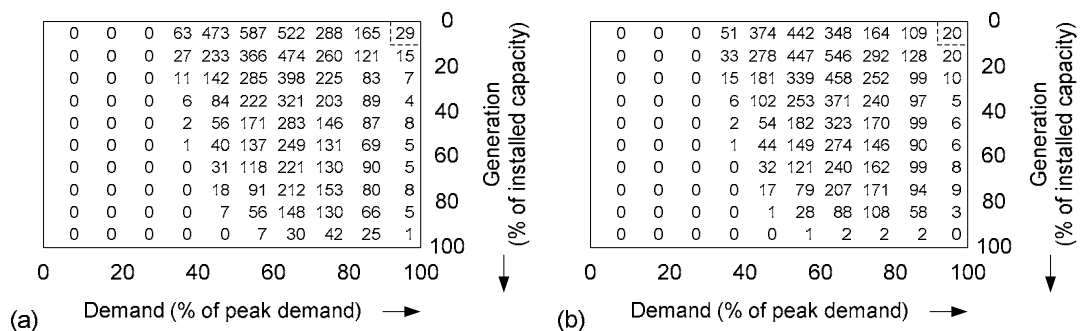 0 0 0 63 473 587 522 288 165 29
0 0 0 27 233 366 474 260 121 15
0 0 0 11 142 285 398 225 83 7
0 0 0 6 84 222 321 203 89 4
0 0 0 2 56 171 283 146 87 8
0 0 0 1 40 137 249 131 69 5
0 0 0 0 31 118 221 130 90 5
0 0 0 0 18 91 212 153 80 8
0 0 0 0 7 56 148 130 66 5
0 0 0 0 0 7 30 42 25 1
0
20
40
60
80
100
Generation
(% of installed capacity)
0 20 40 60 80 100
(a) Demand (% of peak demand)
0 0 0 51 374 442 348 164 109 20
0 0 0 33 278 447 546 292 128 20
0 0 0 15 181 339 458 252 99 10
0 0 0 6 102 253 371 240 97 5
0 0 0 2 54 182 323 170 99 6
0 0 0 1 44 149 274 146 90 6
0 0 0 0 32 121 240 162 99 8
0 0 0 0 17 79 207 171 94 9
0 0 0 0 1 28 88 108 58 3
0 0 0 0 0 1 2 2 2 0
0
20
40
60
80
100
Generation
(% of installed capacity)
0 20 40 60 80 100
(b) Demand (% of peak demand)